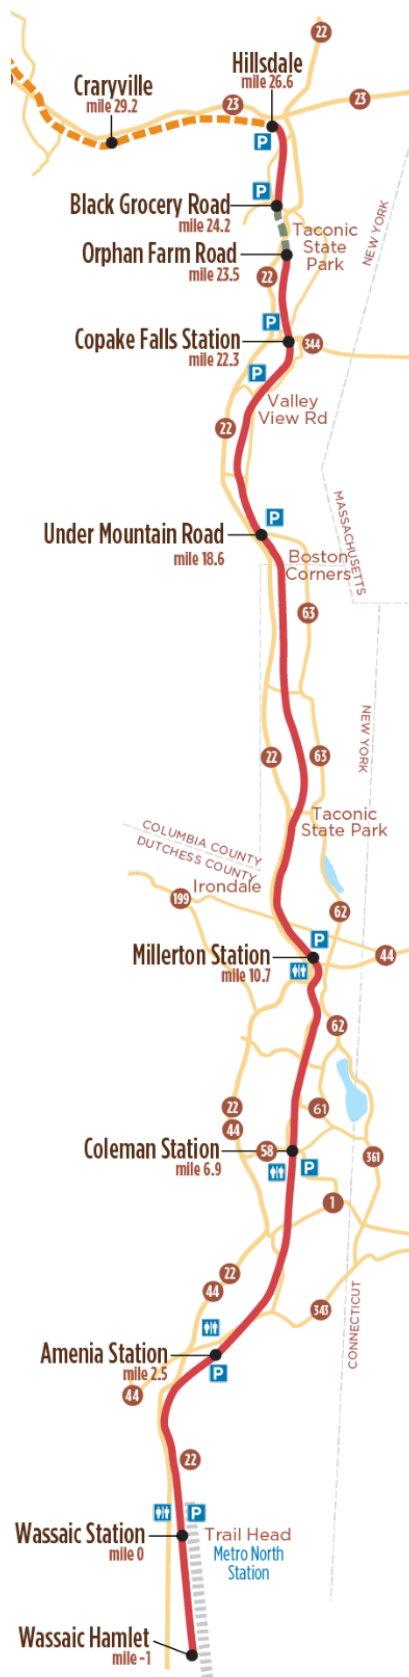 22
Hillsdale
mile 26.6
Craryville
mile 29.2
23
23
P
P
Black Grocery Road
mile 24.2
Taconic
State
Park
NEW YORK
Orphan Farm Road
mile 23.5
22
P
Copake Falls Station
mile 22.3
344
P
Valley
View Rd
22
MASSACHUSETTS
P
Under Mountain Road
mile 18.6
Boston
Corners
63
NEW YORK
22
63
Taconic
State Park
COLUMBIA COUNTY
DUTCHESS COUNTY
Irondale
199
62
P
44
Millerton Station
mile 10.7
62
22
61
44
Coleman Station
mile 6.9
58
P
361
1
22
44
343
CONNECTICUT
Amenia Station
mile 2.5
P
44
22
P
Wassaic Station
mile 0
Trail Head
Metro North
Station
Wassaic Hamlet
mile -1